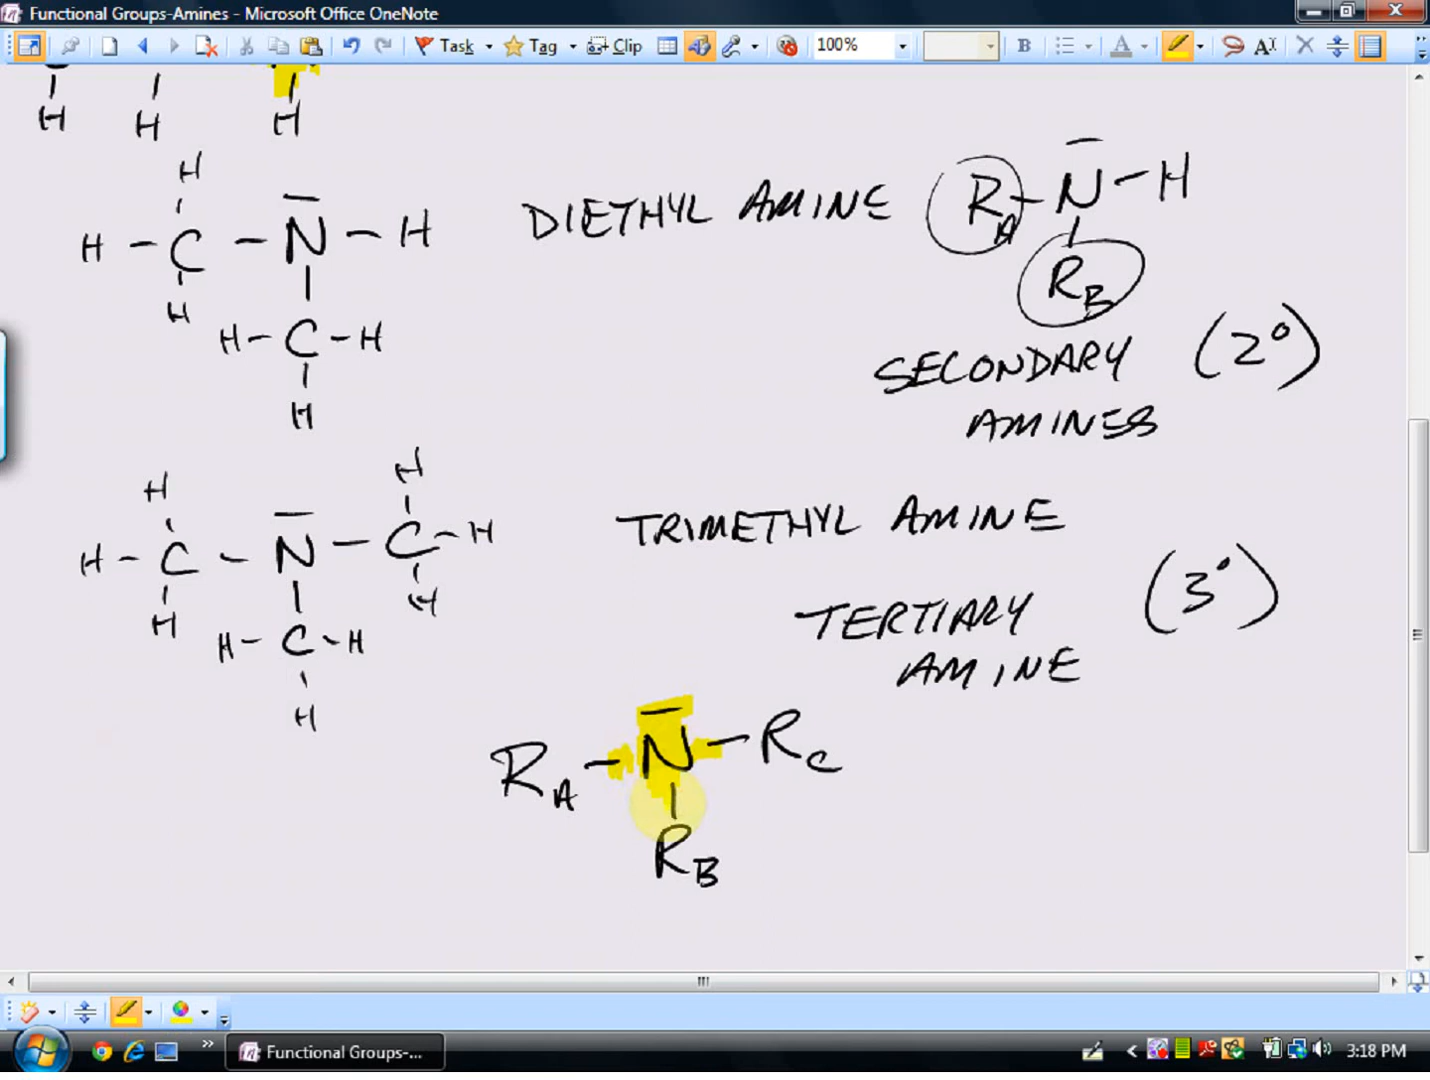 Functional Groups-Amines - Microsoft Office OneNote
Task Tag Clip 100% B A A
H H H
H
H - C - N - H
H
H - C - H
H
DIETHYL AMINE
RA - N - H
RB
SECONDARY (2°)
AMINES
H H
H - C - N - C - H
H H
H - C - H
H
TRIMETHYL AMINE
TERTIARY (3°)
AMINE
RA - N - RC
RB
Functional Groups-...
3:18 PM